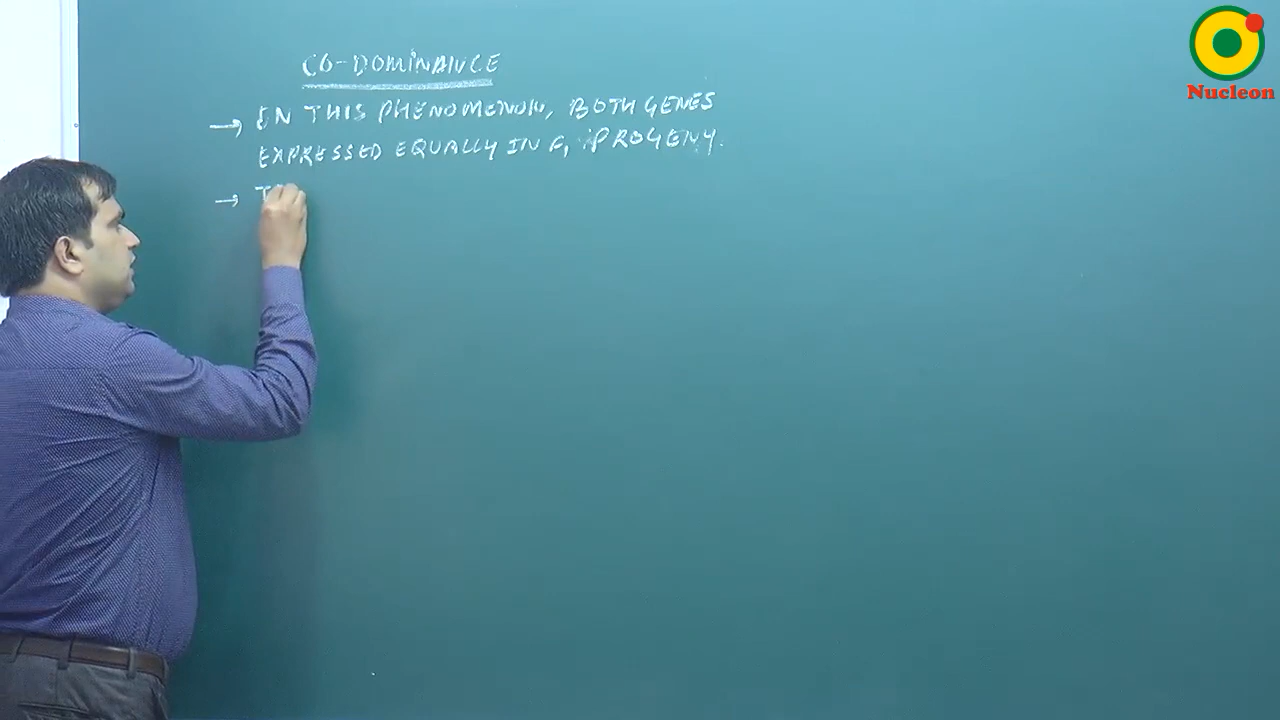 CO-DOMINANCE
→ IN THIS PHENOMENON, BOTH GENES
EXPRESSED EQUALLY IN F1 PROGENY.
→
Nucleon